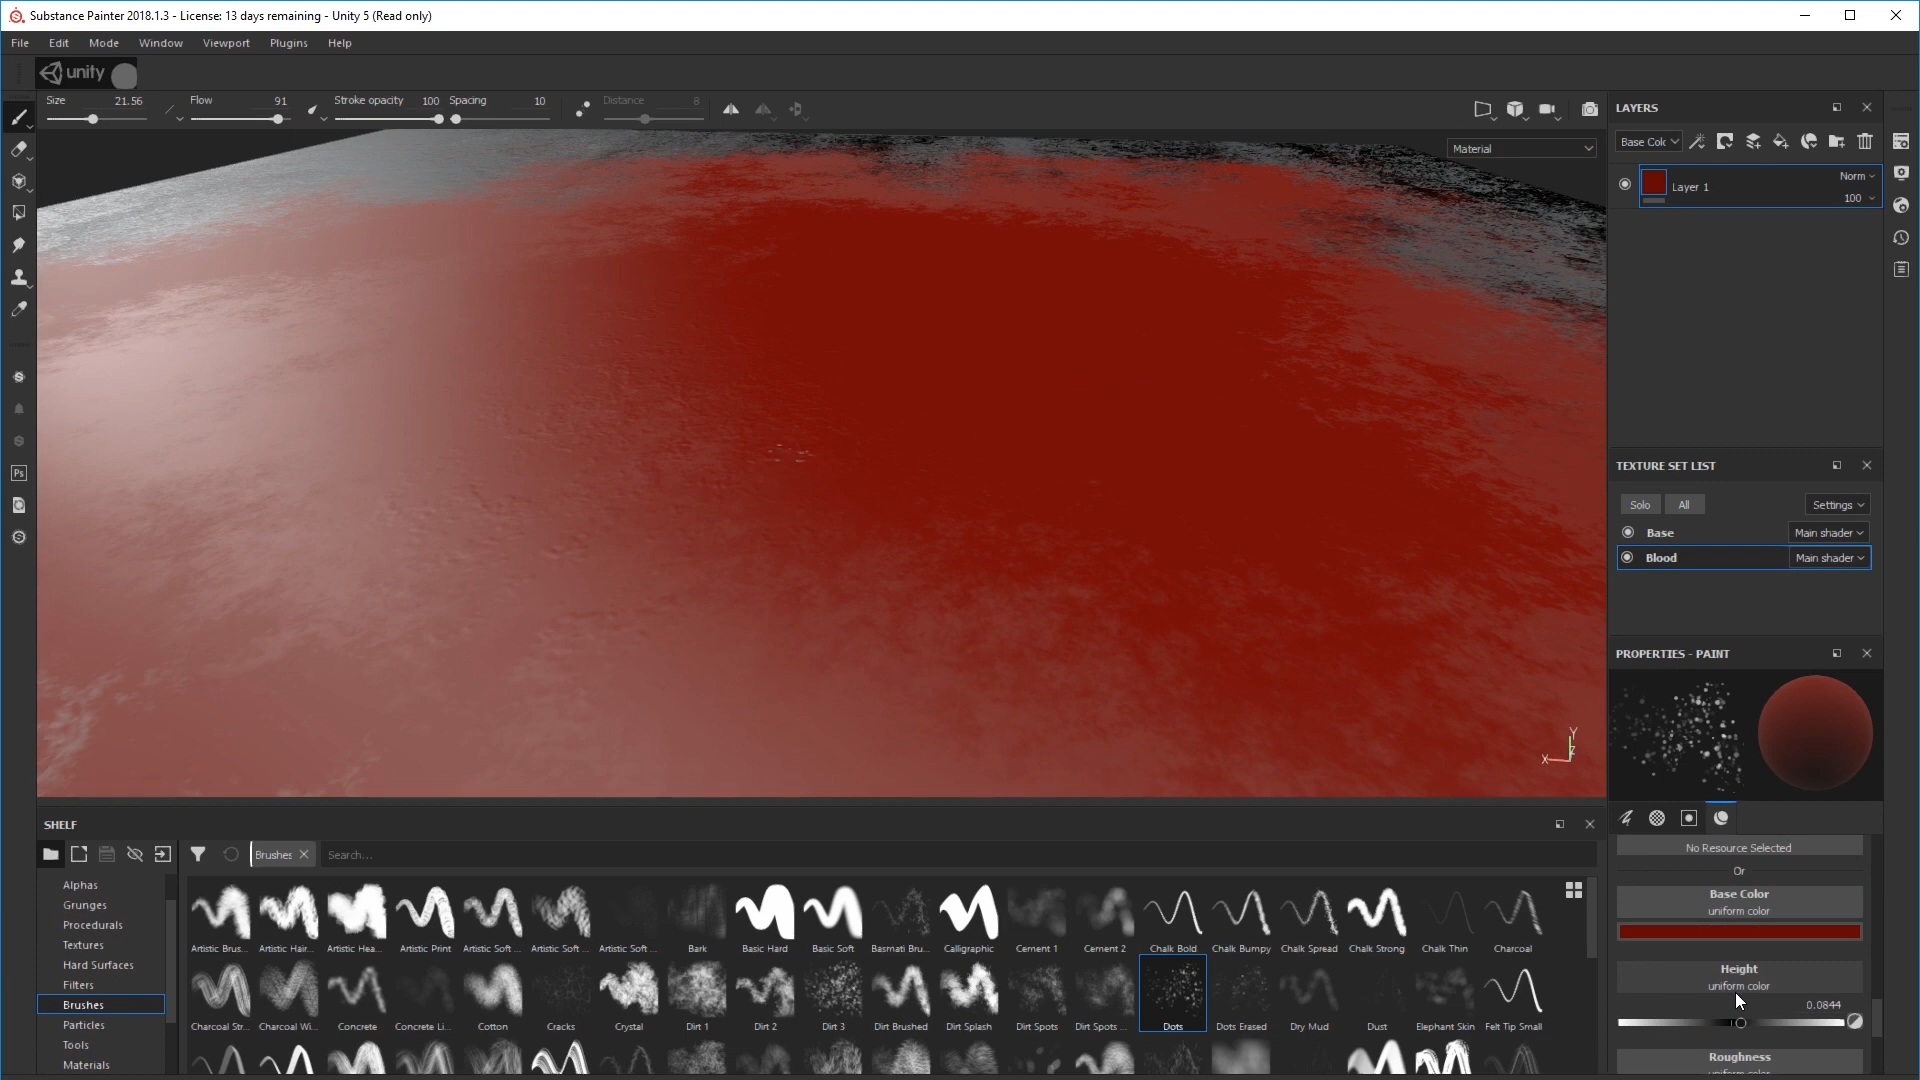 Substance Painter 2018.1.3 - License: 13 days remaining - Unity 5 (Read only)
File Edit Mode Window Viewport Plugins Help
unity
Size 21.56 Flow 91 Stroke opacity 100 Spacing 10 Distance 8
Material
LAYERS
Base Colo
Layer 1 Norm
100
TEXTURE SET LIST
Solo All Settings
Base Main shader
Blood Main shader
PROPERTIES - PAINT
No Resource Selected
Or
Base Color
uniform color
Height
uniform color
0.0844
Roughness
uniform color
Y
Z
X
Ps
SHELF
Brushes Search...
Alphas
Grunges
Procedurals
Textures
Hard Surfaces
Filters
Brushes
Particles
Tools
Materials
Artistic Brus... Artistic Hair... Artistic Hea... Artistic Print Artistic Soft ... Artistic Soft ... Artistic Soft ... Bark Basic Hard Basic Soft Basmati Bru... Calligraphic Cement 1 Cement 2 Chalk Bold Chalk Bumpy Chalk Spread Chalk Strong Chalk Thin Charcoal
Charcoal Str... Charcoal Wi... Concrete Concrete Li... Cotton Cracks Crystal Dirt 1 Dirt 2 Dirt 3 Dirt Brushed Dirt Splash Dirt Spots Dirt Spots ... Dots Dots Erased Dry Mud Dust Elephant Skin Felt Tip Small